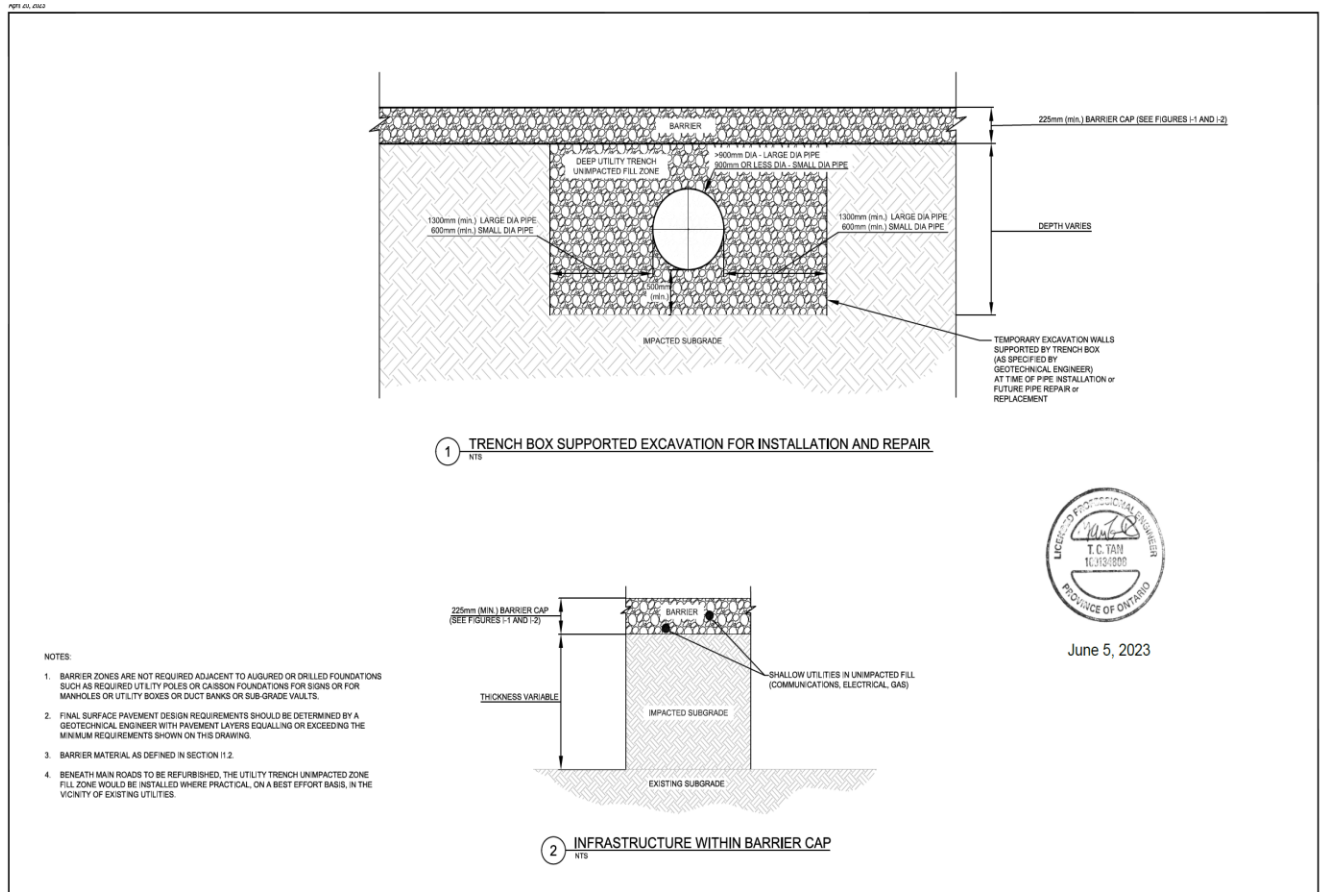 April 20, 2023
BARRIER
225mm (min.) BARRIER CAP (SEE FIGURES I-1 AND I-2)
DEEP UTILITY TRENCH
UNIMPACTED FILL ZONE
>900mm DIA - LARGE DIA PIPE
900mm OR LESS DIA - SMALL DIA PIPE
1300mm (min.) LARGE DIA PIPE
600mm (min.) SMALL DIA PIPE
1300mm (min.) LARGE DIA PIPE
600mm (min.) SMALL DIA PIPE
DEPTH VARIES
500mm
(min.)
IMPACTED SUBGRADE
TEMPORARY EXCAVATION WALLS
SUPPORTED BY TRENCH BOX
(AS SPECIFIED BY
GEOTECHNICAL ENGINEER)
AT TIME OF PIPE INSTALLATION or
FUTURE PIPE REPAIR or
REPLACEMENT
1 TRENCH BOX SUPPORTED EXCAVATION FOR INSTALLATION AND REPAIR
NTS
LICENSED PROFESSIONAL ENGINEER
T. C. TAN
PROVINCE OF ONTARIO
June 5, 2023
225mm (MIN.) BARRIER CAP
(SEE FIGURES I-1 AND I-2)
BARRIER
SHALLOW UTILITIES IN UNIMPACTED FILL
(COMMUNICATIONS, ELECTRICAL, GAS)
THICKNESS VARIABLE
IMPACTED SUBGRADE
EXISTING SUBGRADE
2 INFRASTRUCTURE WITHIN BARRIER CAP
NTS
NOTES:
1. BARRIER ZONES ARE NOT REQUIRED ADJACENT TO AUGURED OR DRILLED FOUNDATIONS
SUCH AS REQUIRED UTILITY POLES OR CAISSON FOUNDATIONS FOR SIGNS OR FOR
MANHOLES OR UTILITY BOXES OR DUCT BANKS OR SUB-GRADE VAULTS.
2. FINAL SURFACE PAVEMENT DESIGN REQUIREMENTS SHOULD BE DETERMINED BY A
GEOTECHNICAL ENGINEER WITH PAVEMENT LAYERS EQUALLING OR EXCEEDING THE
MINIMUM REQUIREMENTS SHOWN ON THIS DRAWING.
3. BARRIER MATERIAL AS DEFINED IN SECTION I1.2.
4. BENEATH MAIN ROADS TO BE REFURBISHED, THE UTILITY TRENCH UNIMPACTED ZONE
FILL ZONE WOULD BE INSTALLED WHERE PRACTICAL, ON A BEST EFFORT BASIS, IN THE
VICINITY OF EXISTING UTILITIES.